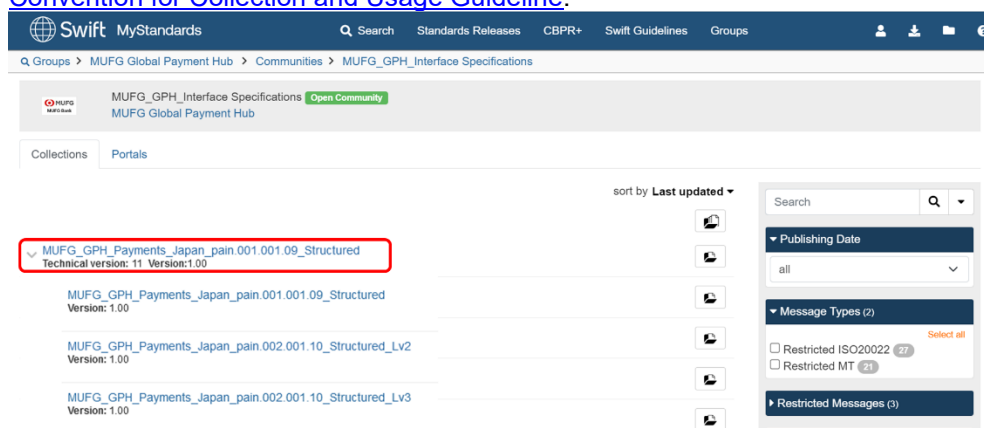 Convention for Collection and Usage Guideline.
Swift MyStandards Search Standards Releases CBPR+ Swift Guidelines Groups
Groups > MUFG Global Payment Hub > Communities > MUFG_GPH_Interface Specifications
MUFG
MUFG Bank
MUFG_GPH_Interface Specifications Open Community
MUFG Global Payment Hub
Collections Portals
sort by Last updated
MUFG_GPH_Payments_Japan_pain.001.001.09_Structured
Technical version: 11 Version:1.00
MUFG_GPH_Payments_Japan_pain.001.001.09_Structured
Version: 1.00
MUFG_GPH_Payments_Japan_pain.002.001.10_Structured_Lv2
Version: 1.00
MUFG_GPH_Payments_Japan_pain.002.001.10_Structured_Lv3
Version: 1.00
Search
Publishing Date
all
Message Types (2)
Select all
Restricted ISO20022 27
Restricted MT 21
Restricted Messages (3)